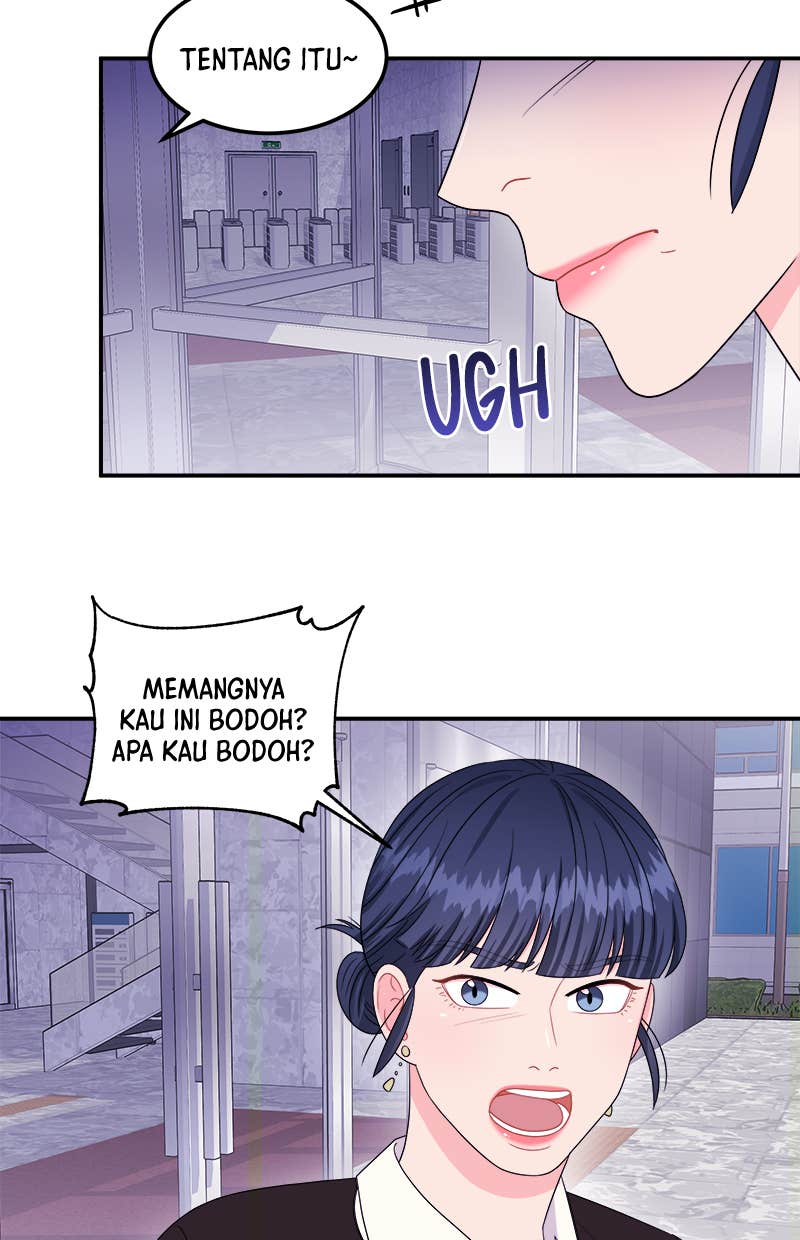 TENTANG ITU~
UGH
MEMANGNYA
KAU INI BODOH?
APA KAU BODOH?